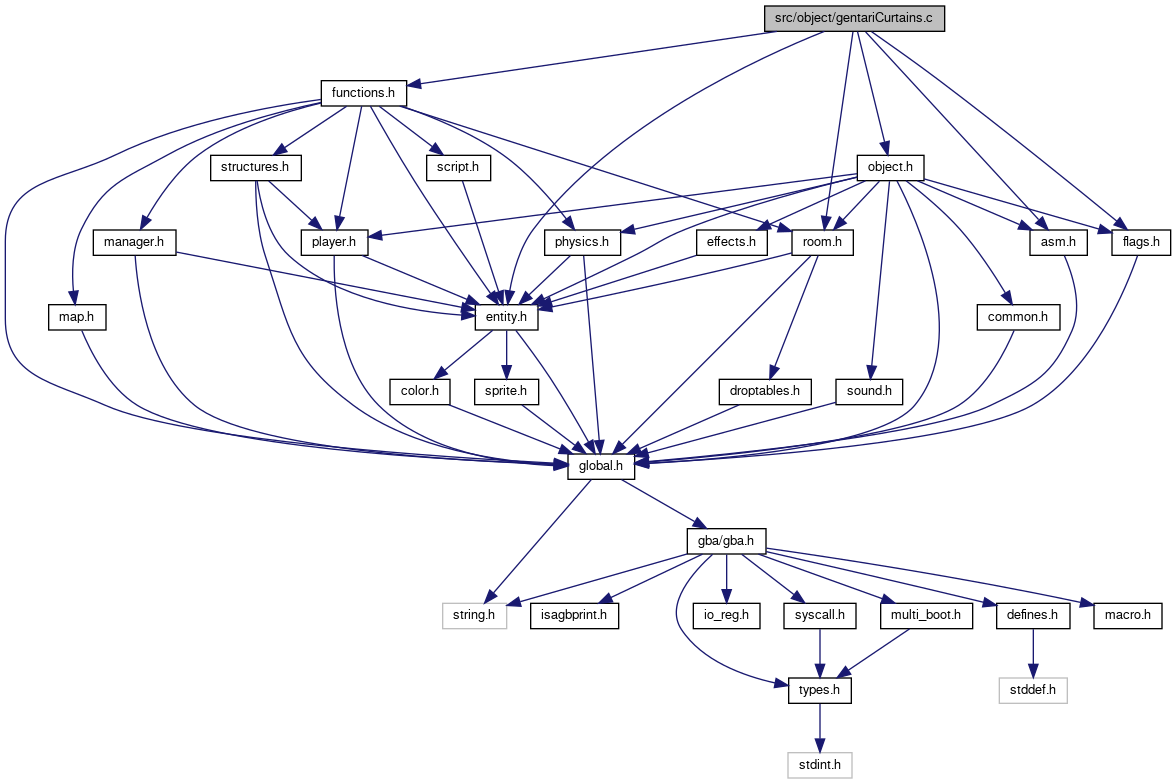 src/object/gentariCurtains.c
functions.h
structures.h
script.h
object.h
manager.h
player.h
physics.h
effects.h
room.h
asm.h
flags.h
map.h
entity.h
common.h
color.h
sprite.h
droptables.h
sound.h
global.h
gba/gba.h
string.h
isagbprint.h
io_reg.h
syscall.h
multi_boot.h
defines.h
macro.h
types.h
stddef.h
stdint.h